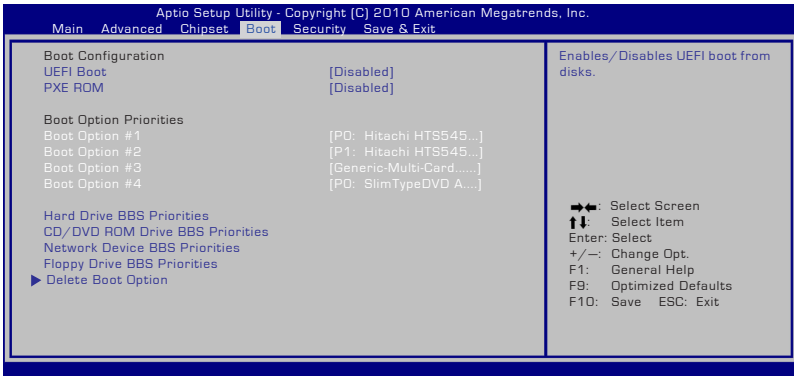 Aptio Setup Utility - Copyright (C) 2010 American Megatrends, Inc.
Main Advanced Chipset Boot Security Save & Exit
Boot Configuration
UEFI Boot [Disabled]
PXE ROM [Disabled]
Boot Option Priorities
Boot Option #1 [P0: Hitachi HTS545...]
Boot Option #2 [P1: Hitachi HTS545...]
Boot Option #3 [Generic-Multi-Card......]
Boot Option #4 [P0: SlimTypeDVD A....]
Hard Drive BBS Priorities
CD/DVD ROM Drive BBS Priorities
Network Device BBS Priorities
Floppy Drive BBS Priorities
Delete Boot Option
Enables/Disables UEFI boot from
disks.
→←: Select Screen
↑↓: Select Item
Enter: Select
+/—: Change Opt.
F1: General Help
F9: Optimized Defaults
F10: Save ESC: Exit